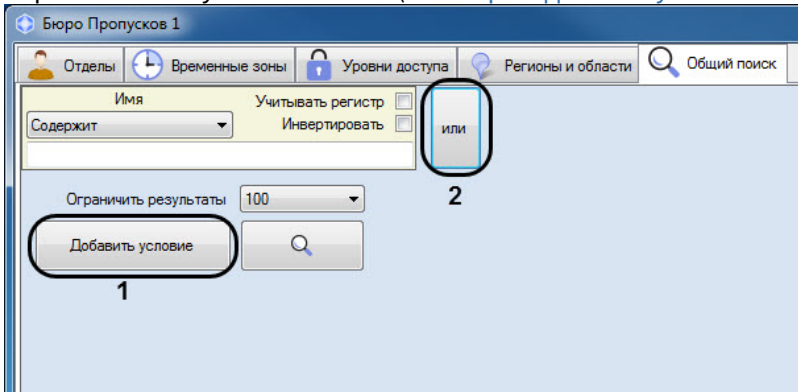 Бюро Пропусков 1
Отделы Временные зоны Уровни доступа Регионы и области Общий поиск
Имя Учитывать регистр
Содержит Инвертировать
или
2
Ограничить результаты 100
Добавить условие
1